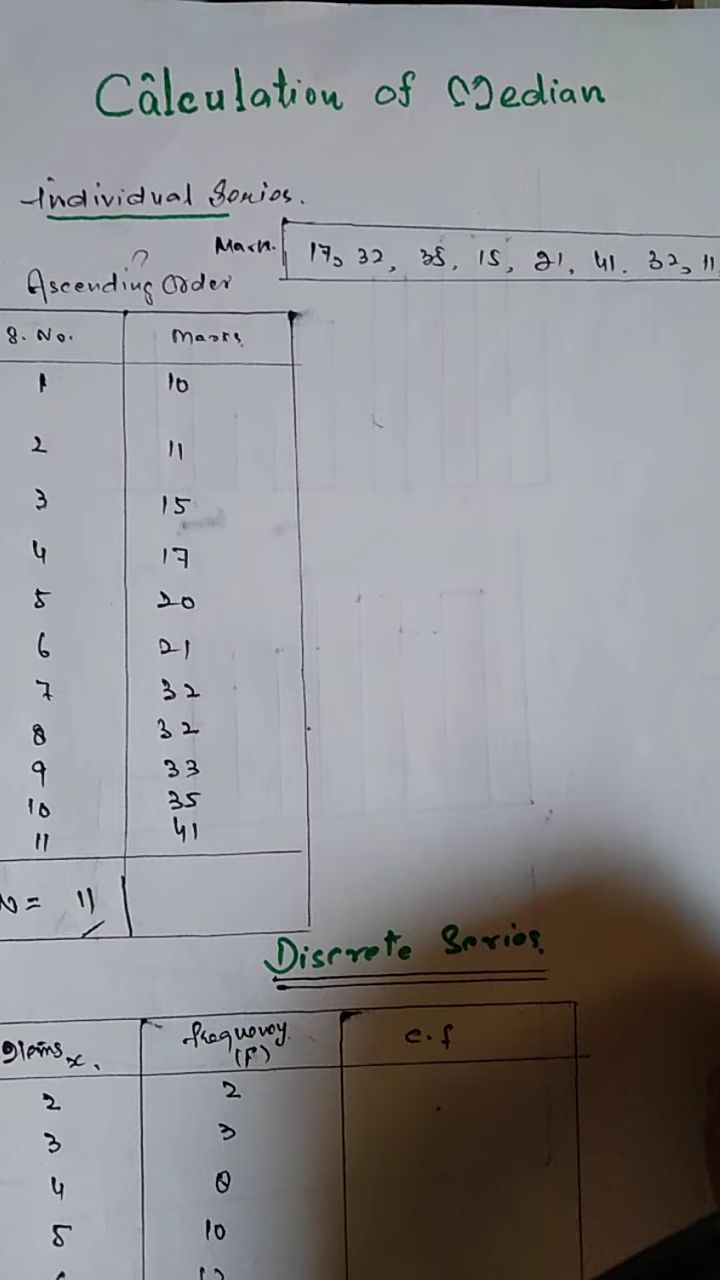 Calculation of Median
Individual Series.
Mark. 17, 32, 35, 15, 21, 41. 32, 11
?
Ascending Order
S. No. Marks
1 10
2 11
3 15
4 17
5 20
6 21
7 32
8 32
9 33
10 35
11 41
N = 11
Discrete Series.
Items x. frequency (f) c.f
2 2
3 3
4
5 10